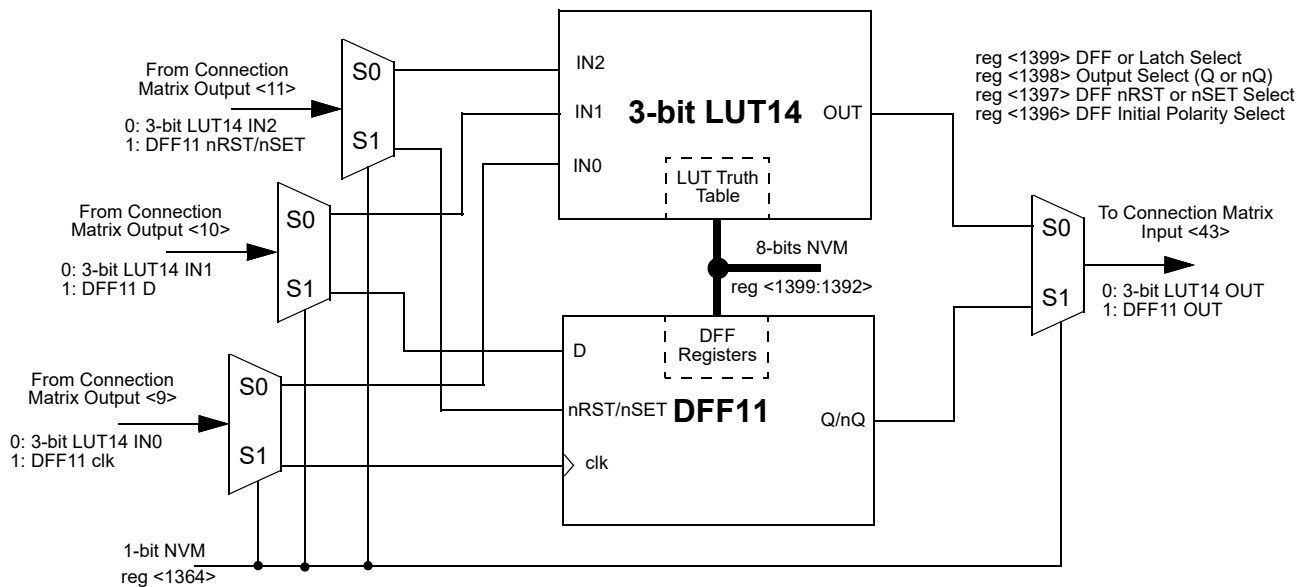 From Connection
Matrix Output <11>
0: 3-bit LUT14 IN2
1: DFF11 nRST/nSET
S0
S1
From Connection
Matrix Output <10>
0: 3-bit LUT14 IN1
1: DFF11 D
S0
S1
From Connection
Matrix Output <9>
0: 3-bit LUT14 IN0
1: DFF11 clk
S0
S1
1-bit NVM
reg <1364>
IN2
IN1
IN0
3-bit LUT14
OUT
LUT Truth
Table
8-bits NVM
reg <1399:1392>
DFF
Registers
D
nRST/nSET
clk
DFF11
Q/nQ
reg <1399> DFF or Latch Select
reg <1398> Output Select (Q or nQ)
reg <1397> DFF nRST or nSET Select
reg <1396> DFF Initial Polarity Select
S0
S1
To Connection Matrix
Input <43>
0: 3-bit LUT14 OUT
1: DFF11 OUT